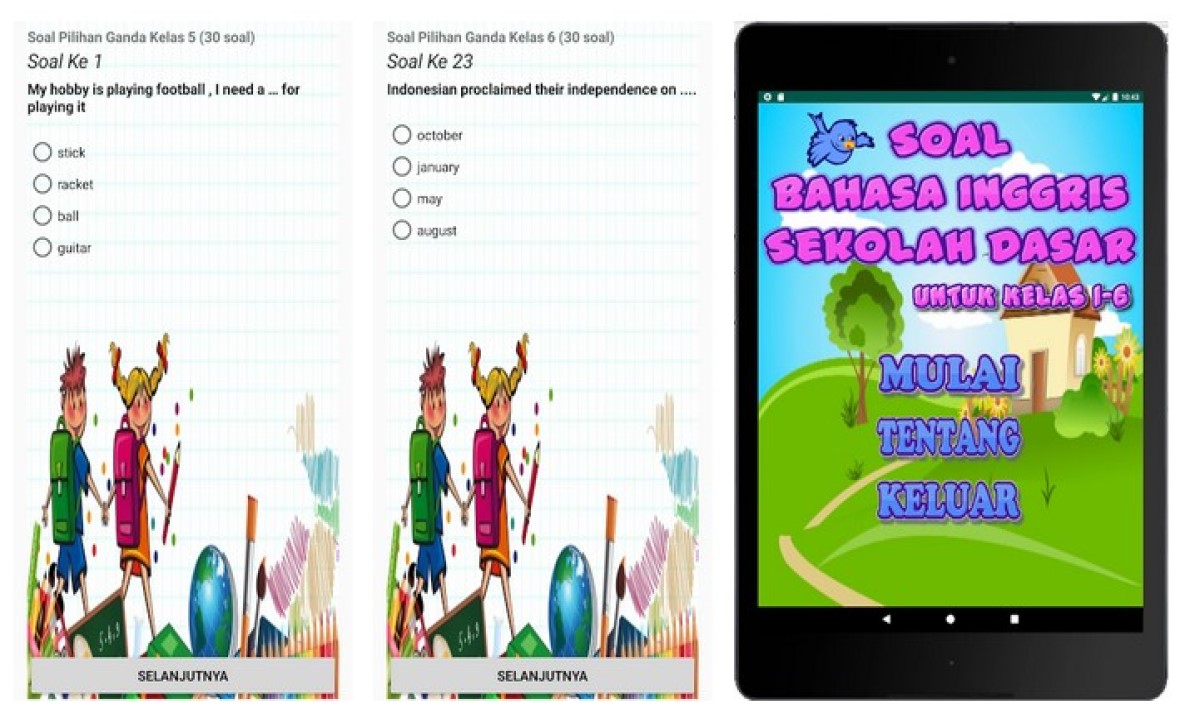 Soal Pilihan Ganda Kelas 5 (30 soal)
Soal Ke 1
My hobby is playing football , I need a ... for
playing it
stick
racket
ball
guitar
SELANJUTNYA
Soal Pilihan Ganda Kelas 6 (30 soal)
Soal Ke 23
Indonesian proclaimed their independence on ....
october
january
may
august
SELANJUTNYA
10:43
SOAL
BAHASA INGGRIS
SEKOLAH DASAR
UNTUK KELAS 1-6
MULAI
TENTANG
KELUAR